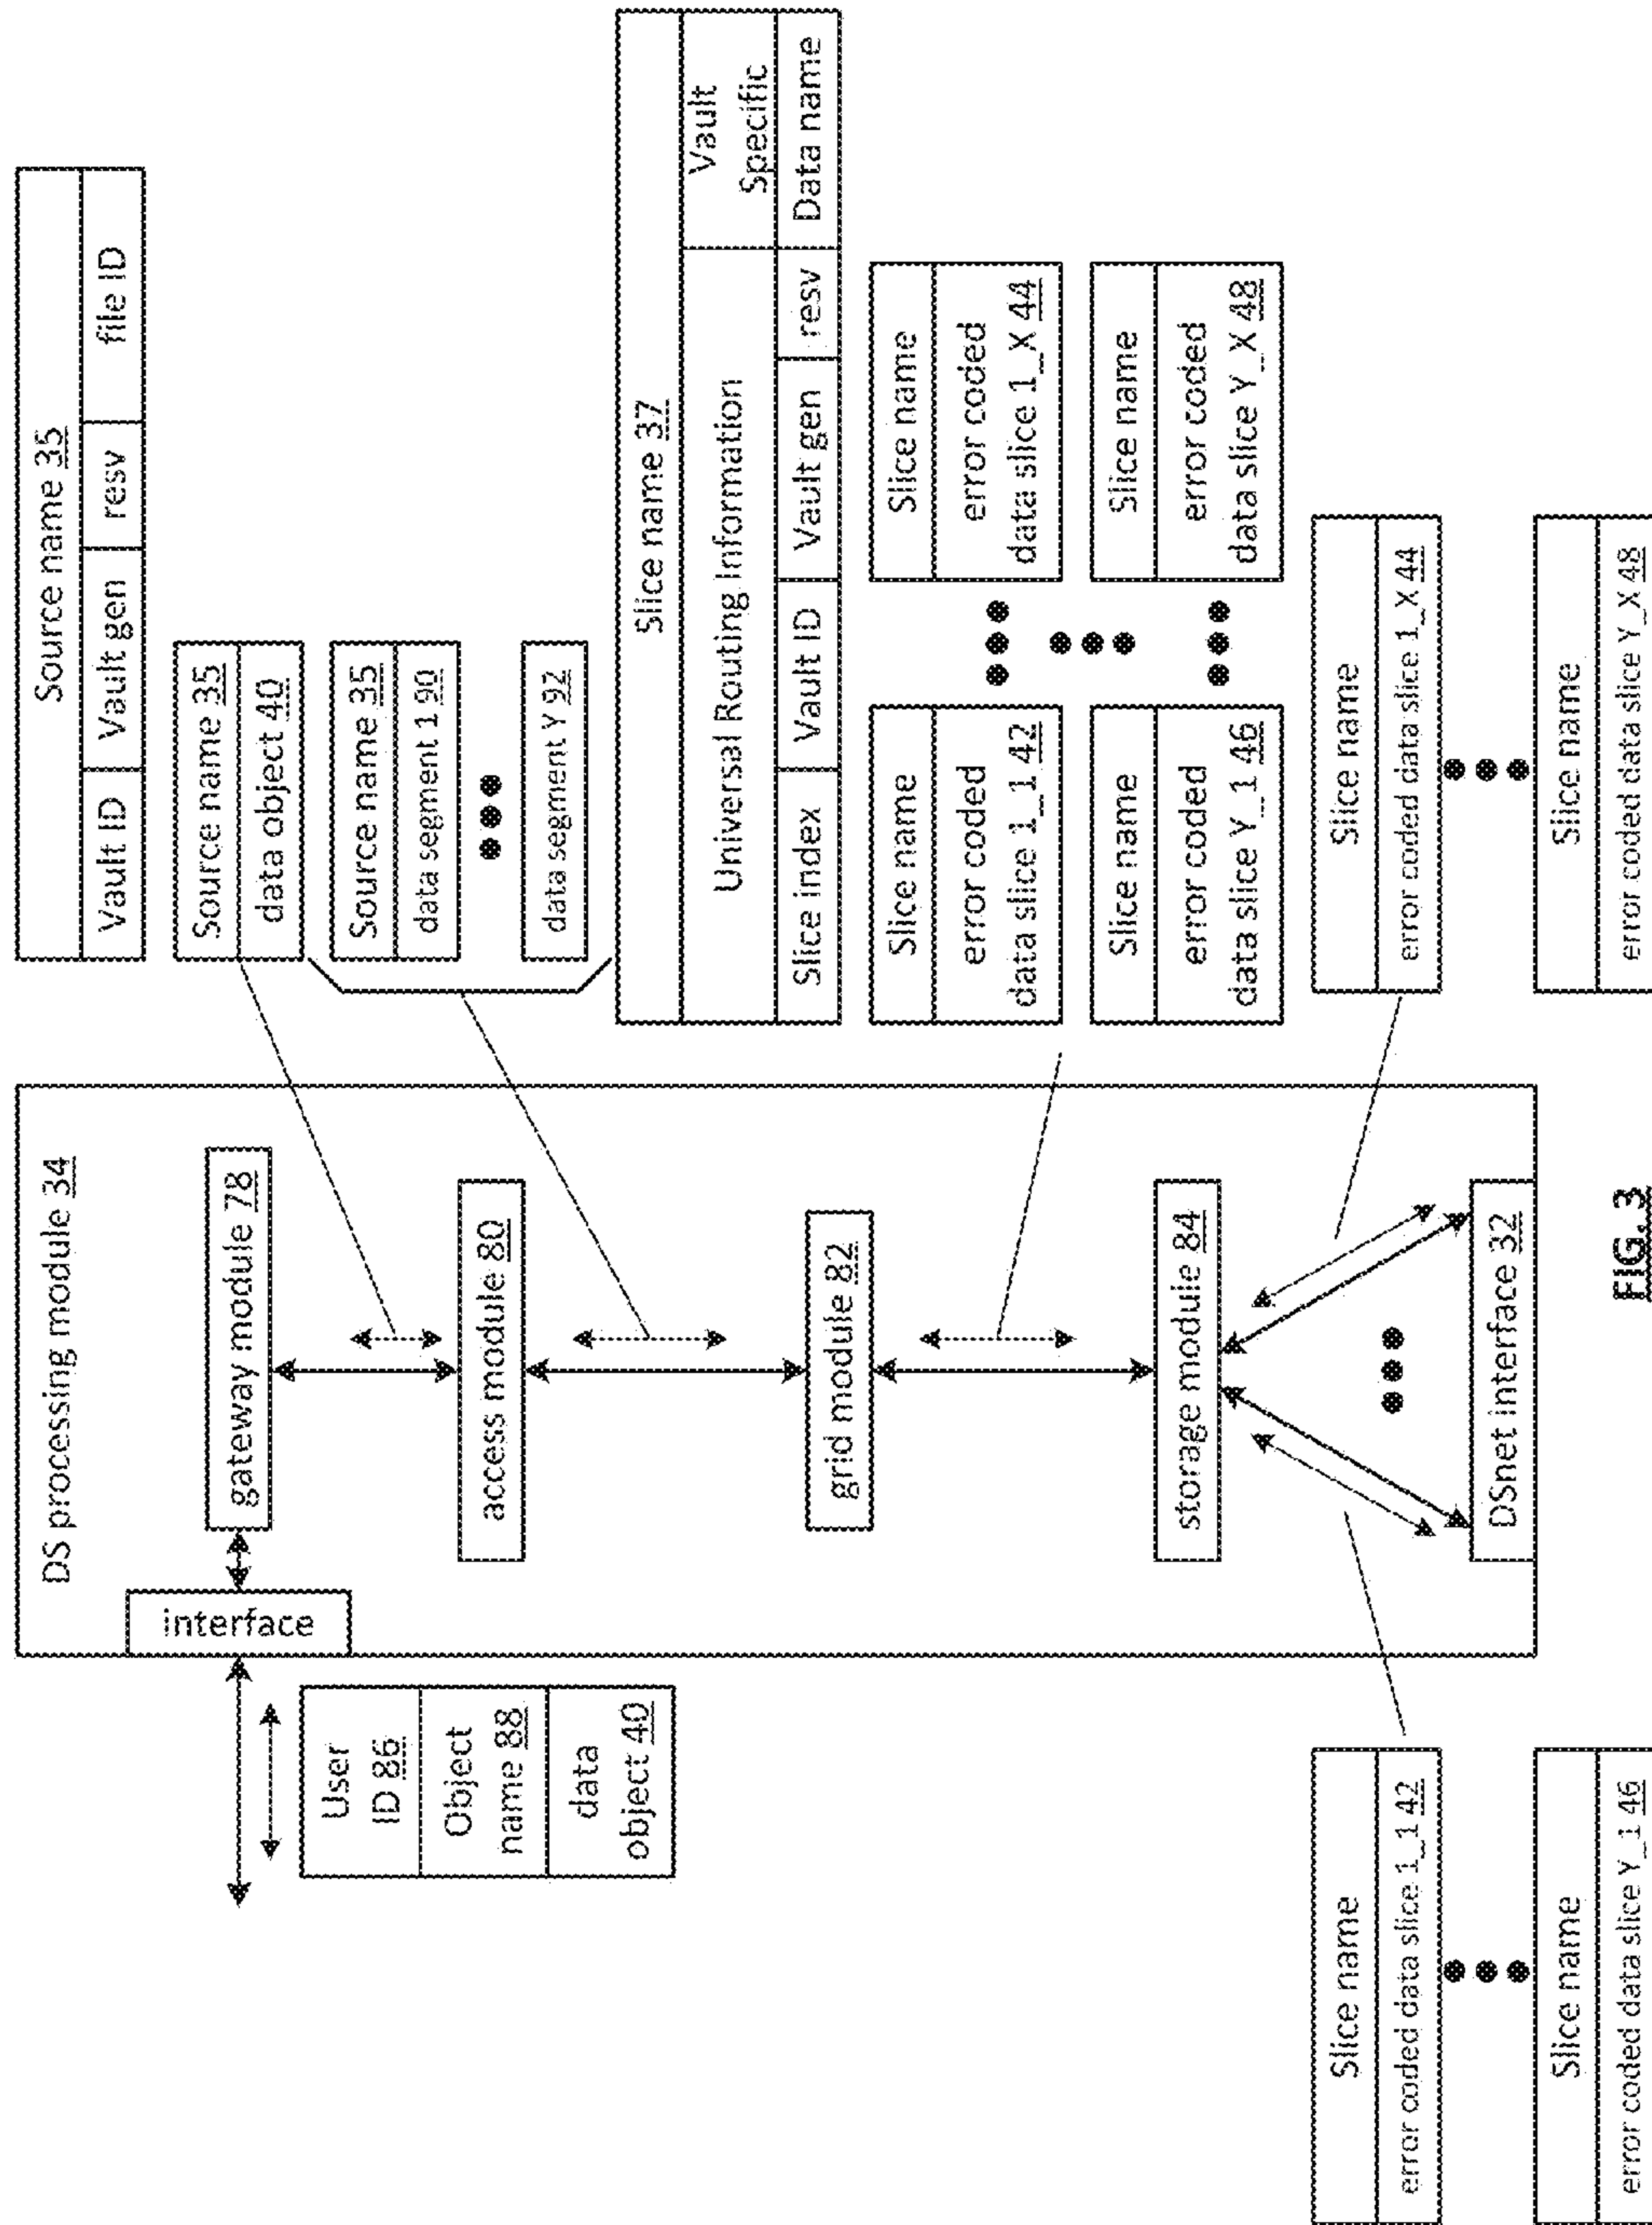 DS processing module 34
interface
gateway module 78
access module 80
grid module 82
storage module 84
DSnet interface 32
User
ID 86
Object
name 88
data
object 40
Source name 35
Vault ID
Vault gen
resv
file ID
Source name 35
data object 40
Source name 35
data segment 1 90
data segment Y 92
Slice name 37
Universal Routing Information
Vault
Specific
Slice index
Vault ID
Vault gen
resv
Data name
Slice name
error coded
data slice 1_1 42
Slice name
error coded
data slice 1_X 44
Slice name
error coded
data slice Y_1 46
Slice name
error coded
data slice Y_X 48
Slice name
error coded data slice 1_1 42
Slice name
error coded data slice Y_1 46
Slice name
error coded data slice 1_X 44
Slice name
error coded data slice Y_X 48
FIG. 3